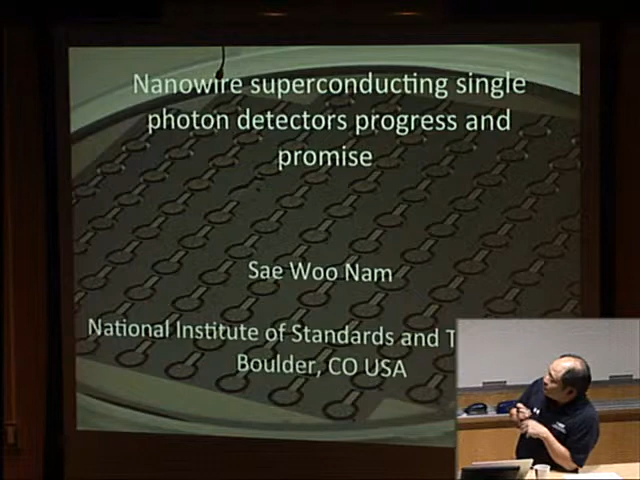 Nanowire superconducting single
photon detectors progress and
promise
Sae Woo Nam
National Institute of Standards and T
Boulder, CO USA